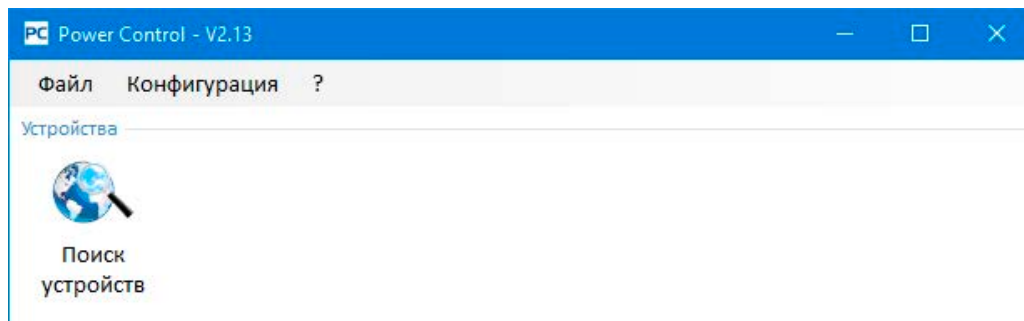 PC Power Control - V2.13
Файл Конфигурация ?
Устройства
Поиск
устройств